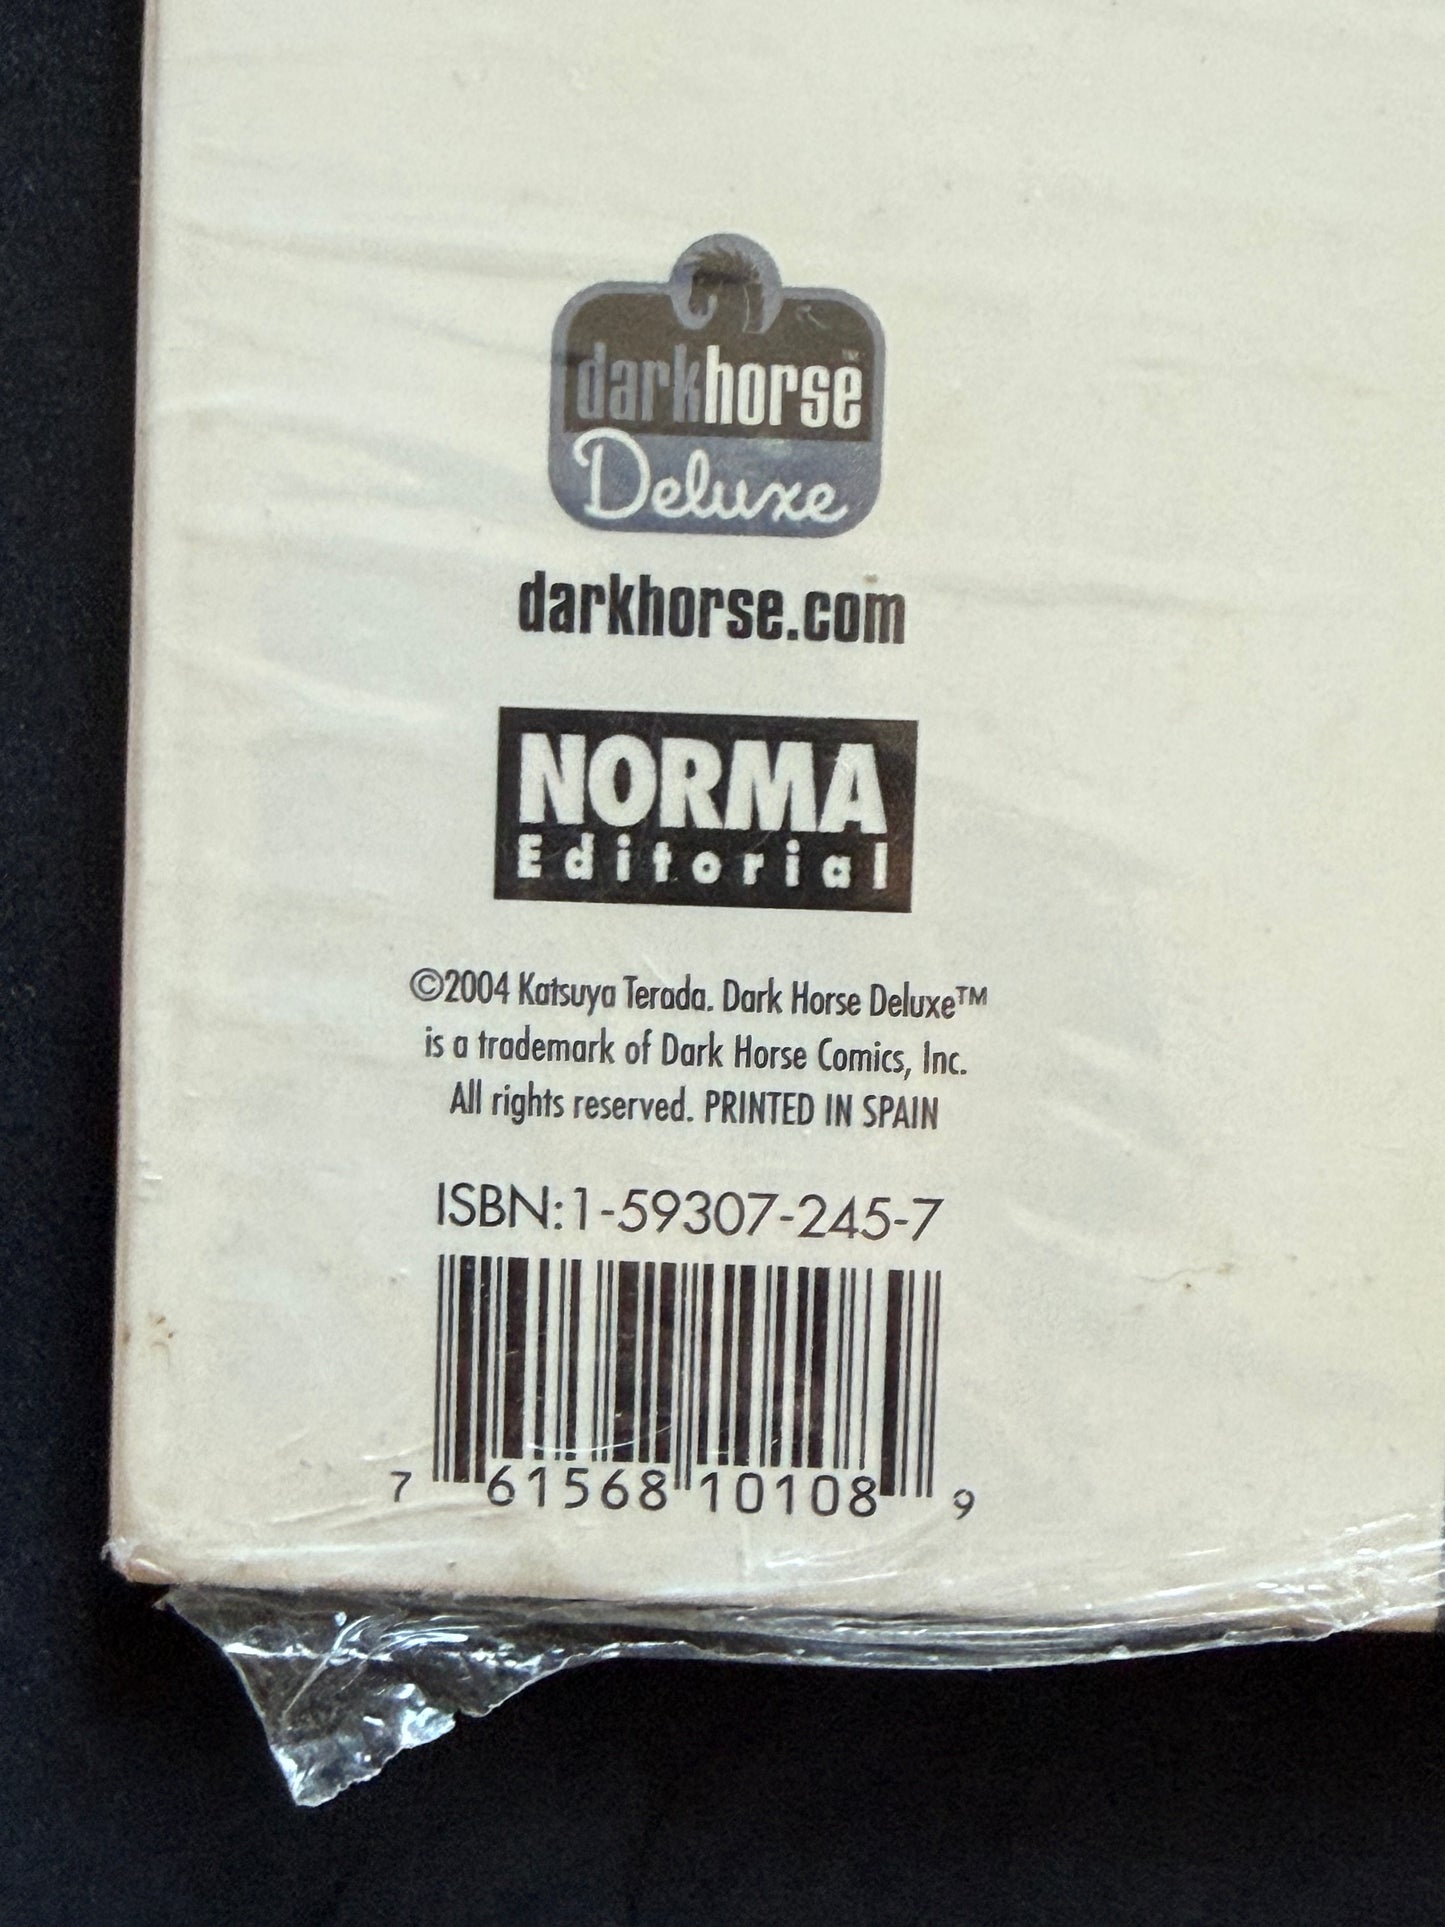 darkhorse™
Deluxe
darkhorse.com
NORMA
Editorial
©2004 Katsuya Terada. Dark Horse Deluxe™
is a trademark of Dark Horse Comics, Inc.
All rights reserved. PRINTED IN SPAIN
ISBN:1-59307-245-7
7 61568 10108 9